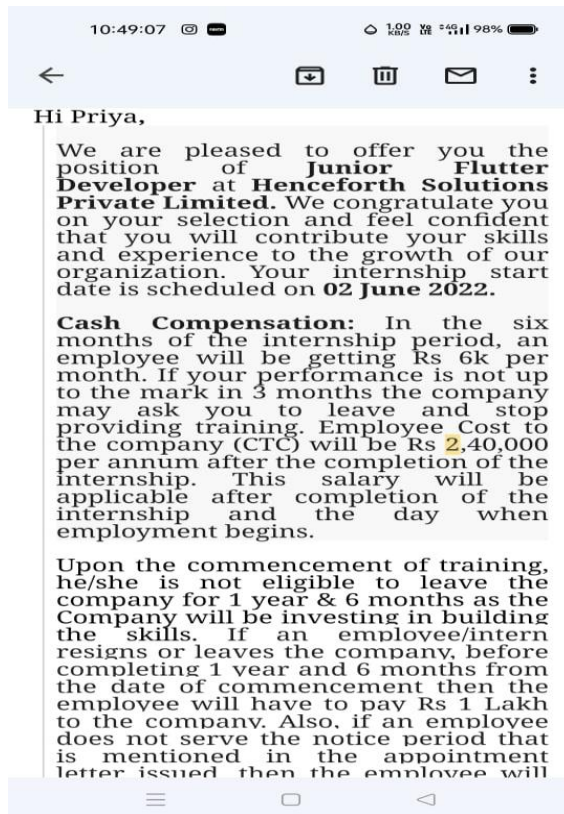 10:49:07
1.00 KB/S 4G 98%
Hi Priya,
We are pleased to offer you the
position of Junior Flutter
Developer at Henceforth Solutions
Private Limited. We congratulate you
on your selection and feel confident
that you will contribute your skills
and experience to the growth of our
organization. Your internship start
date is scheduled on 02 June 2022.
Cash Compensation: In the six
months of the internship period, an
employee will be getting Rs 6k per
month. If your performance is not up
to the mark in 3 months the company
may ask you to leave and stop
providing training. Employee Cost to
the company (CTC) will be Rs 2,40,000
per annum after the completion of the
internship. This salary will be
applicable after completion of the
internship and the day when
employment begins.
Upon the commencement of training,
he/she is not eligible to leave the
company for 1 year & 6 months as the
Company will be investing in building
the skills. If an employee/intern
resigns or leaves the company, before
completing 1 year and 6 months from
the date of commencement then the
employee will have to pay Rs 1 Lakh
to the company. Also, if an employee
does not serve the notice period that
is mentioned in the appointment
letter issued, then the employee will